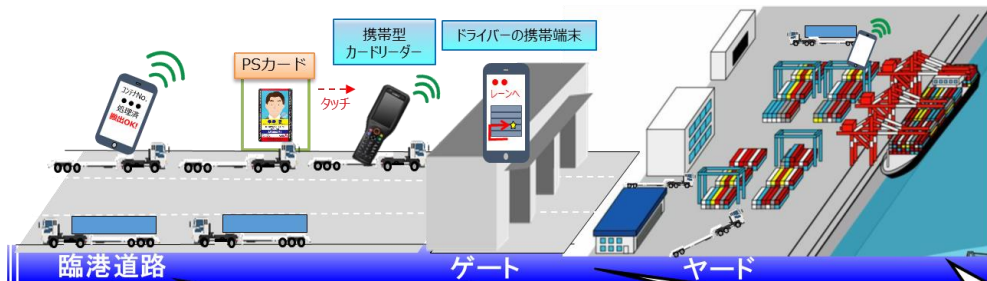 コンテナNo.
●●●
処理済
搬出OK!
PSカード
タッチ
携帯型
カードリーダー
ドライバーの携帯端末
●●
レーンへ
臨港道路
ゲート
ヤード